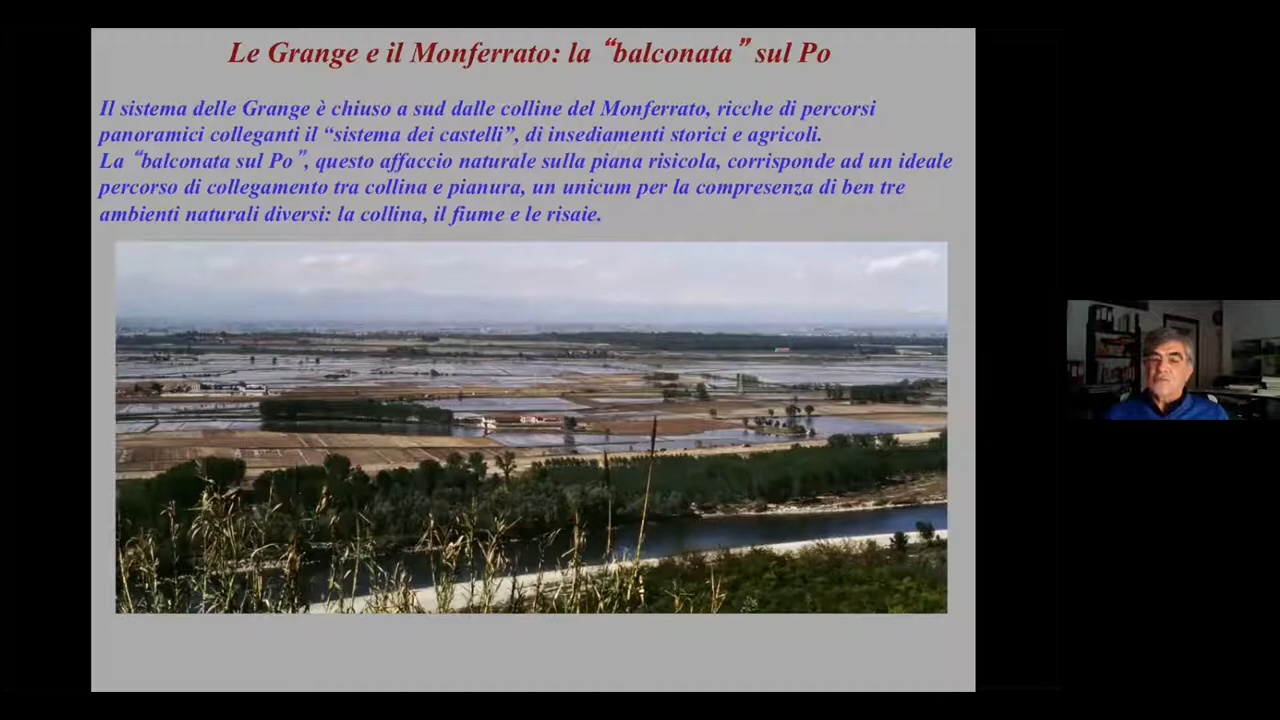 Le Grange e il Monferrato: la “balconata” sul Po
Il sistema delle Grange è chiuso a sud dalle colline del Monferrato, ricche di percorsi
panoramici colleganti il “sistema dei castelli”, di insediamenti storici e agricoli.
La “balconata sul Po”, questo affaccio naturale sulla piana risicola, corrisponde ad un ideale
percorso di collegamento tra collina e pianura, un unicum per la compresenza di ben tre
ambienti naturali diversi: la collina, il fiume e le risaie.